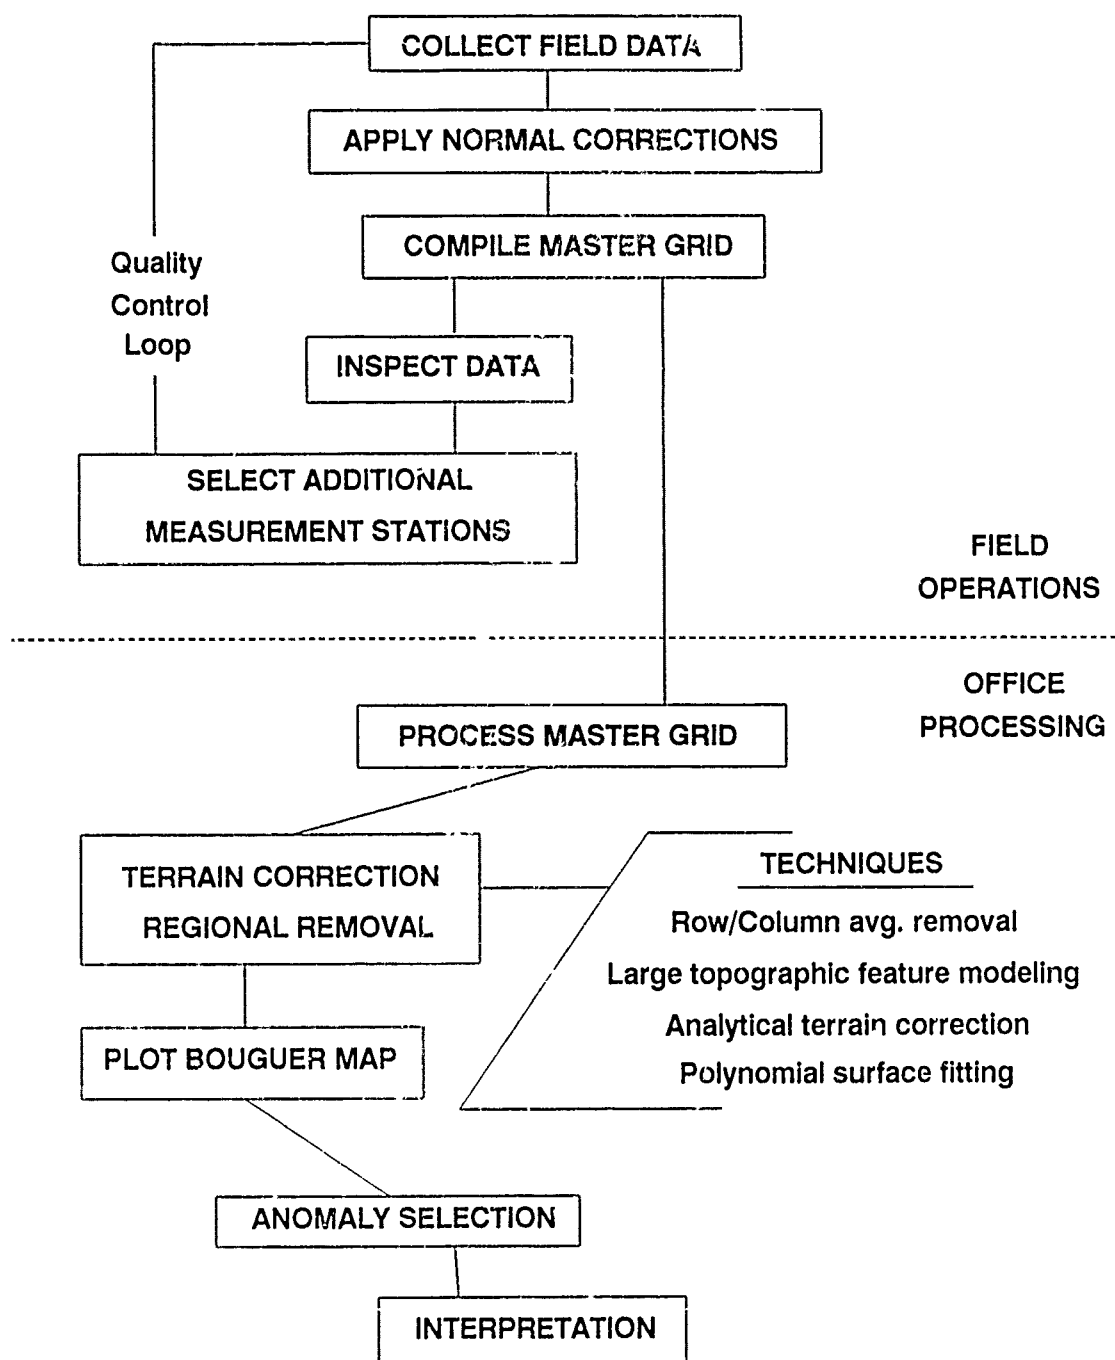 COLLECT FIELD DATA
APPLY NORMAL CORRECTIONS
COMPILE MASTER GRID
Quality
Control
Loop
INSPECT DATA
SELECT ADDITIONAL
MEASUREMENT STATIONS
FIELD
OPERATIONS
OFFICE
PROCESSING
PROCESS MASTER GRID
TERRAIN CORRECTION
REGIONAL REMOVAL
TECHNIQUES
Row/Column avg. removal
Large topographic feature modeling
Analytical terrain correction
Polynomial surface fitting
PLOT BOUGUER MAP
ANOMALY SELECTION
INTERPRETATION